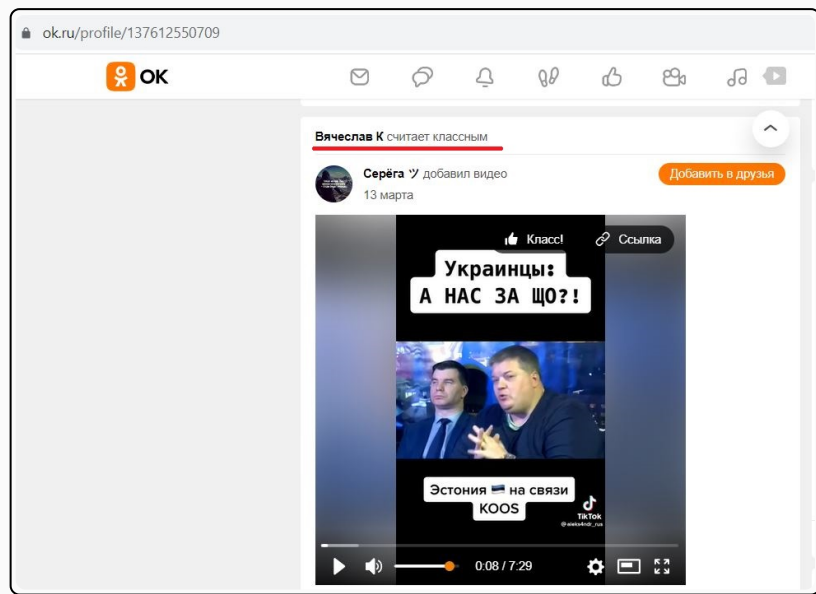 ok.ru/profile/137612550709
OK
Вячеслав К считает классным
Серёга ツ добавил видео
Добавить в друзья
13 марта
Класс!
Ссылка
Украинцы:
А НАС ЗА ЩО?!
Эстония 🇪🇪 на связи
KOOS
TikTok
@aleks4ndr_rus
0:08 / 7:29